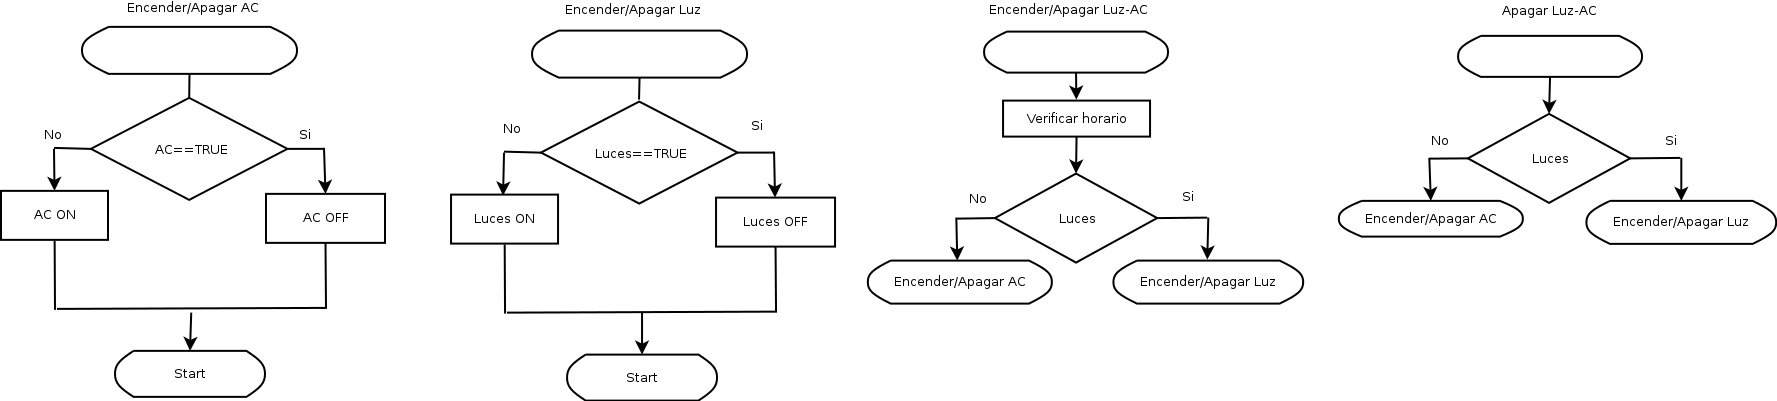 Encender/Apagar AC
No
Si
AC==TRUE
AC ON
AC OFF
Start
Encender/Apagar Luz
No
Si
Luces==TRUE
Luces ON
Luces OFF
Start
Encender/Apagar Luz-AC
Verificar horario
No
Si
Luces
Encender/Apagar AC
Encender/Apagar Luz
Apagar Luz-AC
No
Si
Luces
Encender/Apagar AC
Encender/Apagar Luz